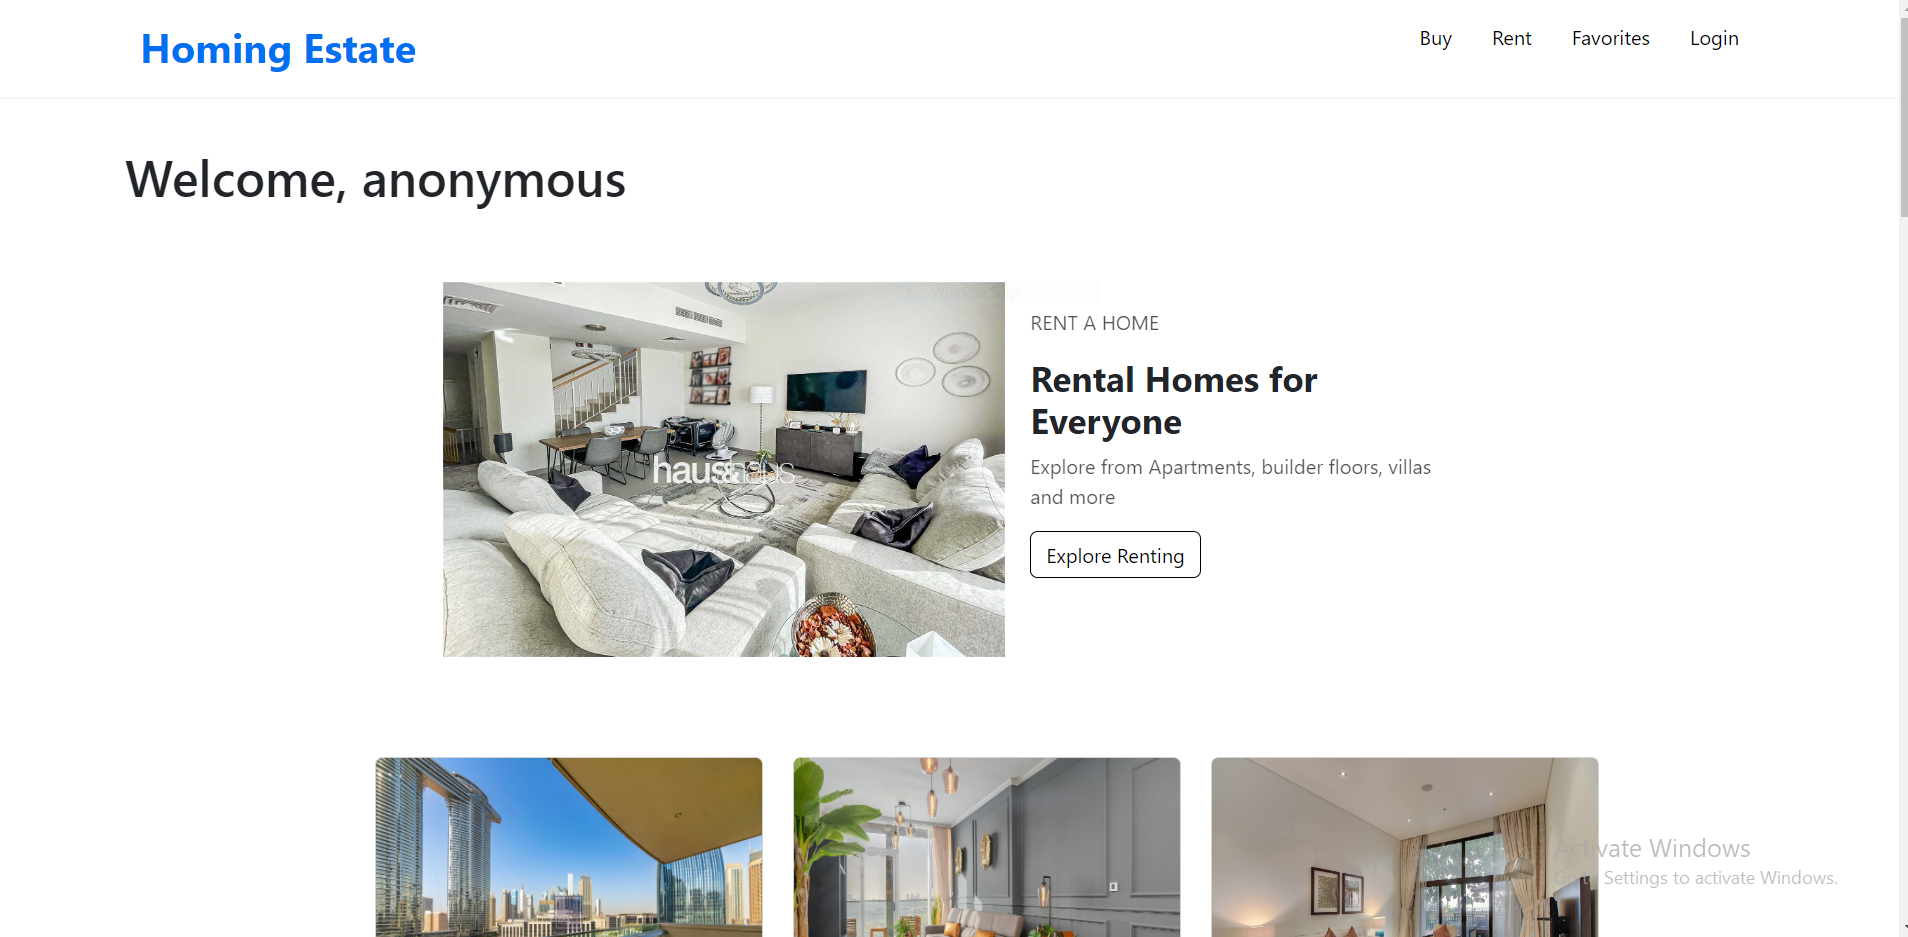 Homing Estate
Buy Rent Favorites Login
Welcome, anonymous
RENT A HOME
Rental Homes for
Everyone
Explore from Apartments, builder floors, villas
and more
Explore Renting
haus&haus
Activate Windows
Go to Settings to activate Windows.